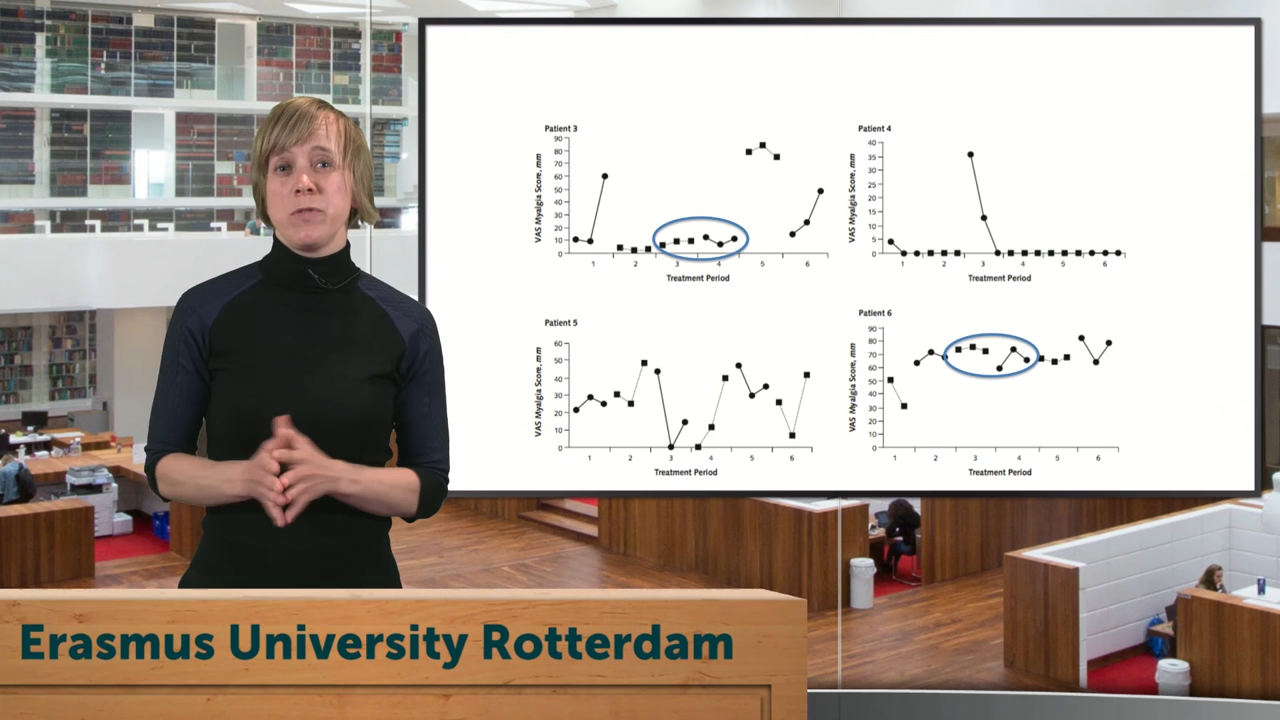 Patient 3
VAS Myalgia Score, mm
90
80
70
60
50
40
30
20
10
0
1 2 3 4 5 6
Treatment Period
Patient 4
VAS Myalgia Score, mm
40
35
30
25
20
15
10
5
0
1 2 3 4 5 6
Treatment Period
Patient 5
VAS Myalgia Score, mm
60
50
40
30
20
10
0
1 2 3 4 5 6
Treatment Period
Patient 6
VAS Myalgia Score, mm
90
80
70
60
50
40
30
20
10
0
1 2 3 4 5 6
Treatment Period
Erasmus University Rotterdam